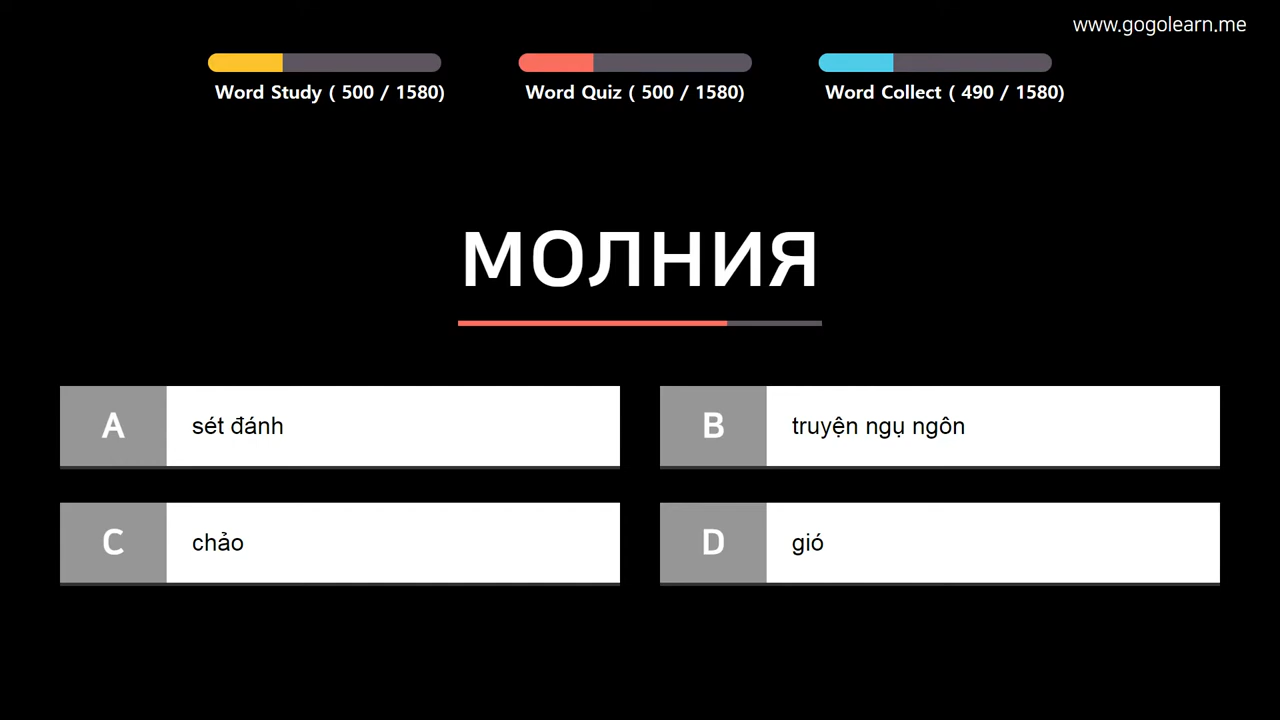 www.gogolearn.me
Word Study ( 500 / 1580)
Word Quiz ( 500 / 1580)
Word Collect ( 490 / 1580)
молния
A sét đánh
B truyện ngụ ngôn
C chảo
D gió